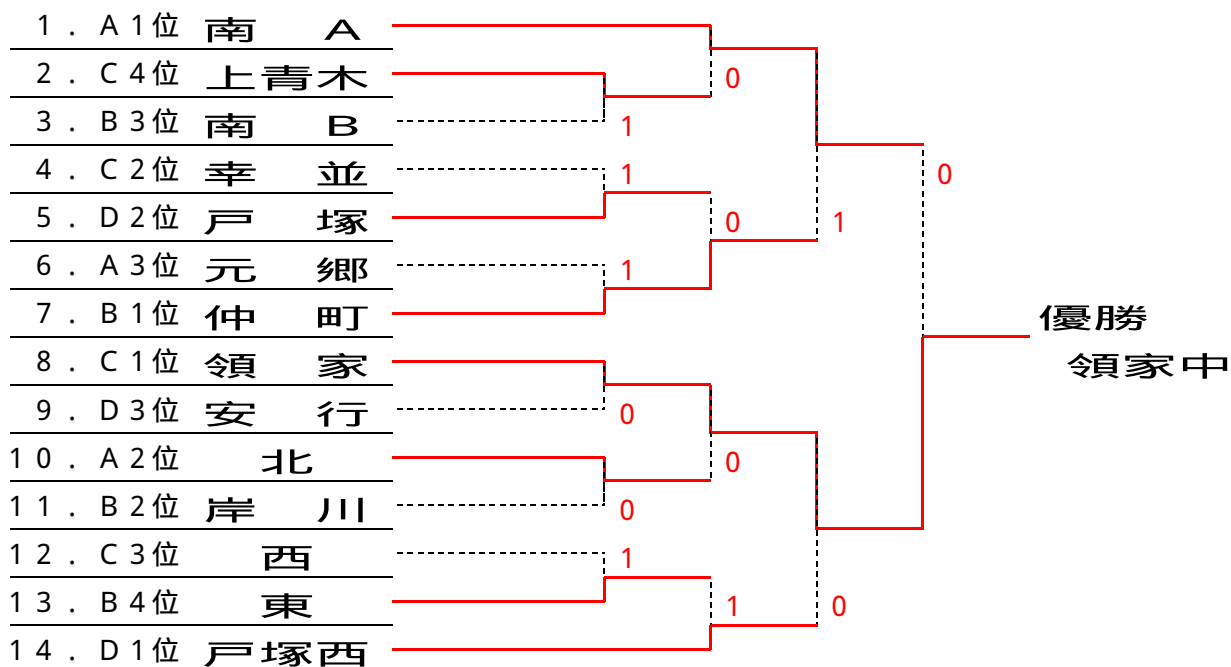 1．A1位 南 A
0
2．C4位 上青木
3．B3位 南 B
1
4．C2位 幸 並
1
0
5．D2位 戸 塚
0
1
6．A3位 元 郷
1
7．B1位 仲 町
優勝
8．C1位 領 家
領家中
9．D3位 安 行
0
10．A2位 北
0
11．B2位 岸 川
0
12．C3位 西
1
13．B4位 東
1
0
14．D1位 戸塚西